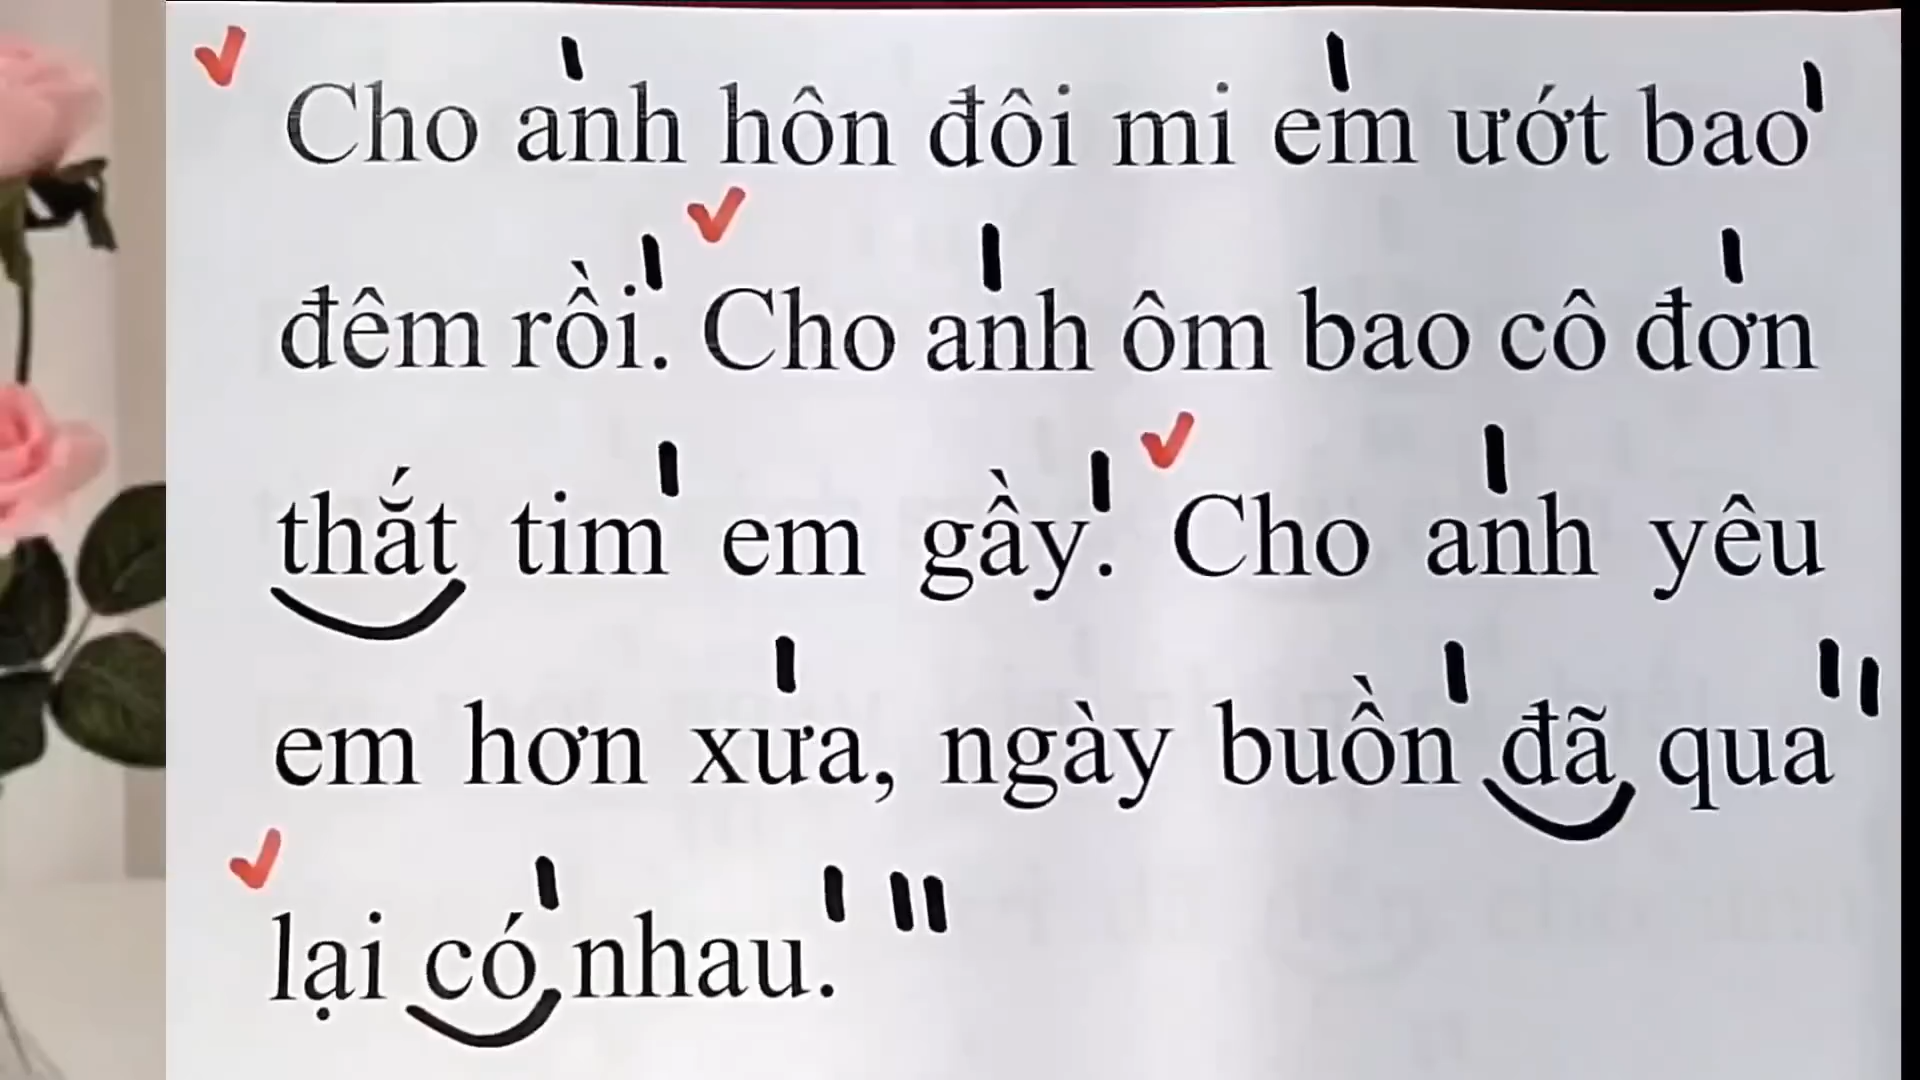 Cho anh hôn đôi mi em ướt bao
đêm rồi. Cho anh ôm bao cô đơn
thắt tim em gầy. Cho anh yêu
em hơn xưa, ngày buồn đã qua
lại có nhau.